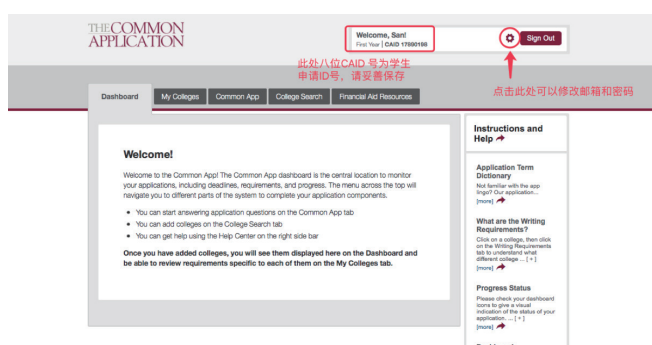 THE COMMON
APPLICATION
Welcome, San!
First Year | CAID 17890198
Sign Out
此处八位CAID 号为学生
申请ID号，请妥善保存
点击此处可以修改邮箱和密码
Dashboard
My Colleges
Common App
College Search
Financial Aid Resources
Welcome!
Welcome to the Common App! The Common App dashboard is the central location to monitor
your applications, including deadlines, requirements, and progress. The menu across the top will
navigate you to different parts of the system to complete your application components.
• You can start answering application questions on the Common App tab
• You can add colleges on the College Search tab
• You can get help using the Help Center on the right side bar
Once you have added colleges, you will see them displayed here on the Dashboard and
be able to review requirements specific to each of them on the My Colleges tab.
Instructions and
Help
Application Term
Dictionary
Not familiar with the app
lingo? Our application...
[more]
What are the Writing
Requirements?
Click on a college, then click
on the Writing Requirements
tab to understand what
different college ... [ + ]
[more]
Progress Status
Please check your dashboard
icons to give a visual
indication of the status of your
application. ... [ + ]
[more]